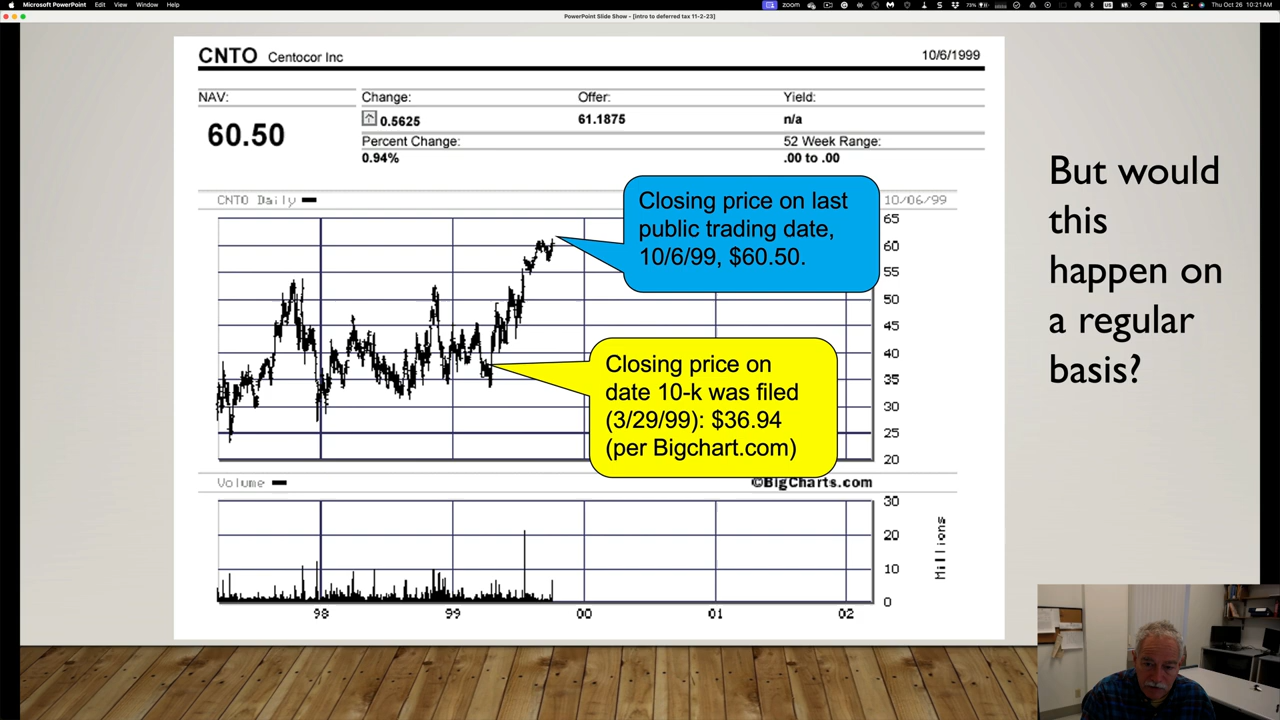 Microsoft PowerPoint File Edit View Window Help
zoom
73%
US
Thu Oct 26 10:21 AM
PowerPoint Slide Show - [intro to deferred tax 11-2-23]
CNTO Centocor Inc 10/6/1999
NAV: Change: Offer: Yield:
60.50 0.5625 61.1875 n/a
Percent Change: 52 Week Range:
0.94% .00 to .00
CNTO Daily 10/06/99
65
60
55
50
45
40
35
30
25
20
Closing price on last
public trading date,
10/6/99, $60.50.
Closing price on
date 10-k was filed
(3/29/99): $36.94
(per Bigchart.com)
Volume ©BigCharts.com
30
20
10
0
Millions
98 99 00 01 02
But would
this
happen on
a regular
basis?